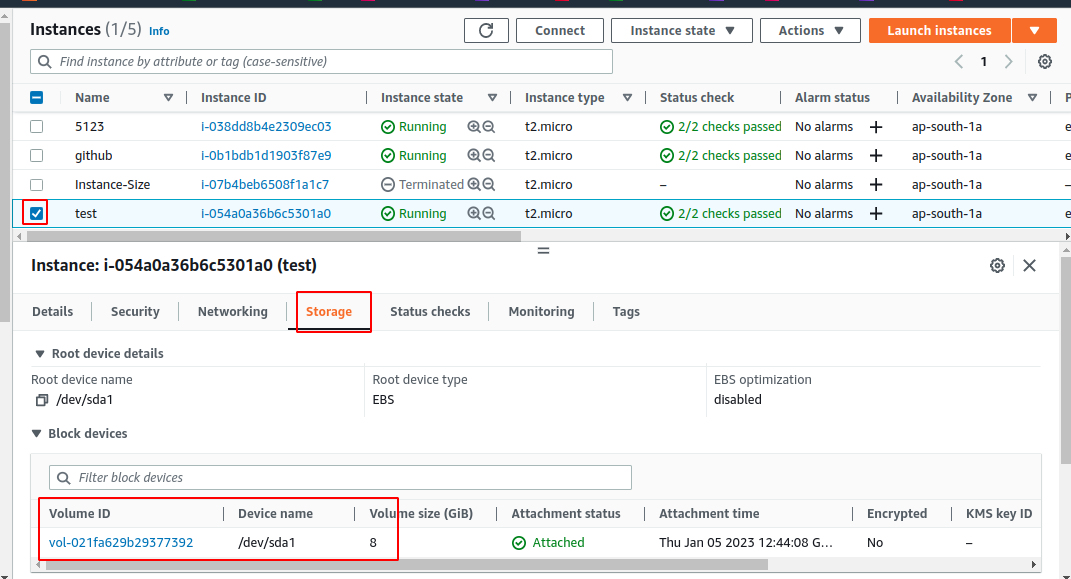 Instances (1/5) Info
Connect Instance state Actions Launch instances
Find instance by attribute or tag (case-sensitive) 1
Name Instance ID Instance state Instance type Status check Alarm status Availability Zone P
5123 i-038dd8b4e2309ec03 Running t2.micro 2/2 checks passed No alarms + ap-south-1a e
github i-0b1bdb1d1903f87e9 Running t2.micro 2/2 checks passed No alarms + ap-south-1a e
Instance-Size i-07b4beb6508f1a1c7 Terminated t2.micro – No alarms + ap-south-1a –
test i-054a0a36b6c5301a0 Running t2.micro 2/2 checks passed No alarms + ap-south-1a e
Instance: i-054a0a36b6c5301a0 (test)
Details Security Networking Storage Status checks Monitoring Tags
Root device details
Root device name Root device type EBS optimization
/dev/sda1 EBS disabled
Block devices
Filter block devices
Volume ID Device name Volume size (GiB) Attachment status Attachment time Encrypted KMS key ID
vol-021fa629b29377392 /dev/sda1 8 Attached Thu Jan 05 2023 12:44:08 G... No –